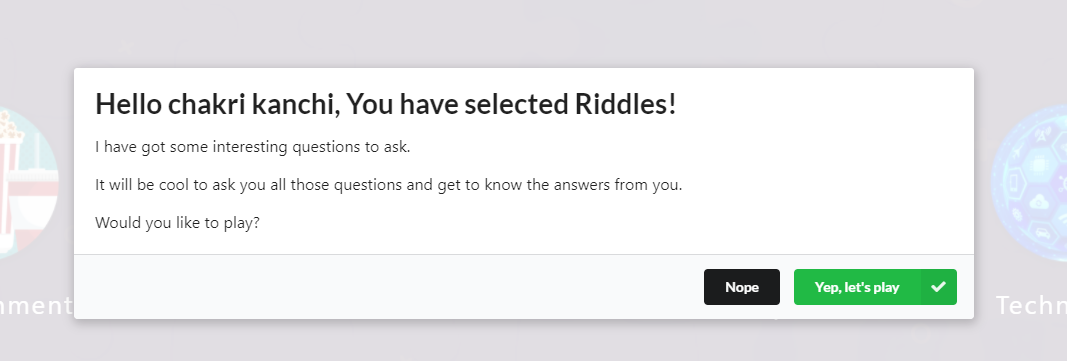 Hello chakri kanchi, You have selected Riddles!
I have got some interesting questions to ask.
It will be cool to ask you all those questions and get to know the answers from you.
Would you like to play?
Nope
Yep, let's play